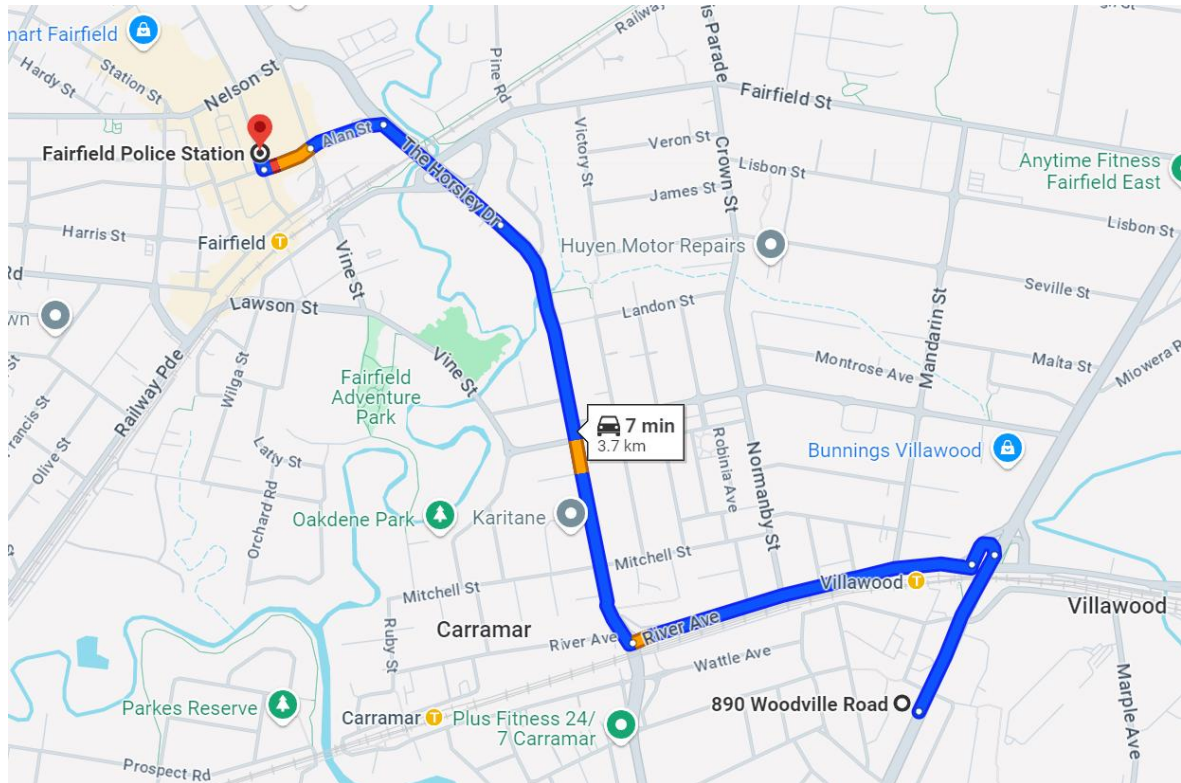 mart Fairfield
Hardy St
Station St
Nelson St
Pine Rd
Railway
is Parade
Fairfield St
Alan St
Fairfield Police Station
The Horsley Dr
Victory St
Veron St
Crown St
Lisbon St
James St
Anytime Fitness
Fairfield East
Lisbon St
Harris St
Fairfield
T
Vine St
Huyen Motor Repairs
Rd
Lawson St
Landon St
Mandarin St
Seville St
wn
Railway Pde
Wilga St
Vine St
Fairfield
Adventure
Park
Montrose Ave
Malta St
Miowera R
Francis St
Olive St
Latty St
Orchard Rd
7 min
3.7 km
Robinia Ave
Normanby St
Bunnings Villawood
Oakdene Park
Karitane
Mitchell St
Mitchell St
Villawood
T
Villawood
Ruby St
Carramar
River Ave
River Ave
Wattle Ave
Marple Ave
Parkes Reserve
Carramar
T
Plus Fitness 24/
7 Carramar
890 Woodville Road
Prospect Rd